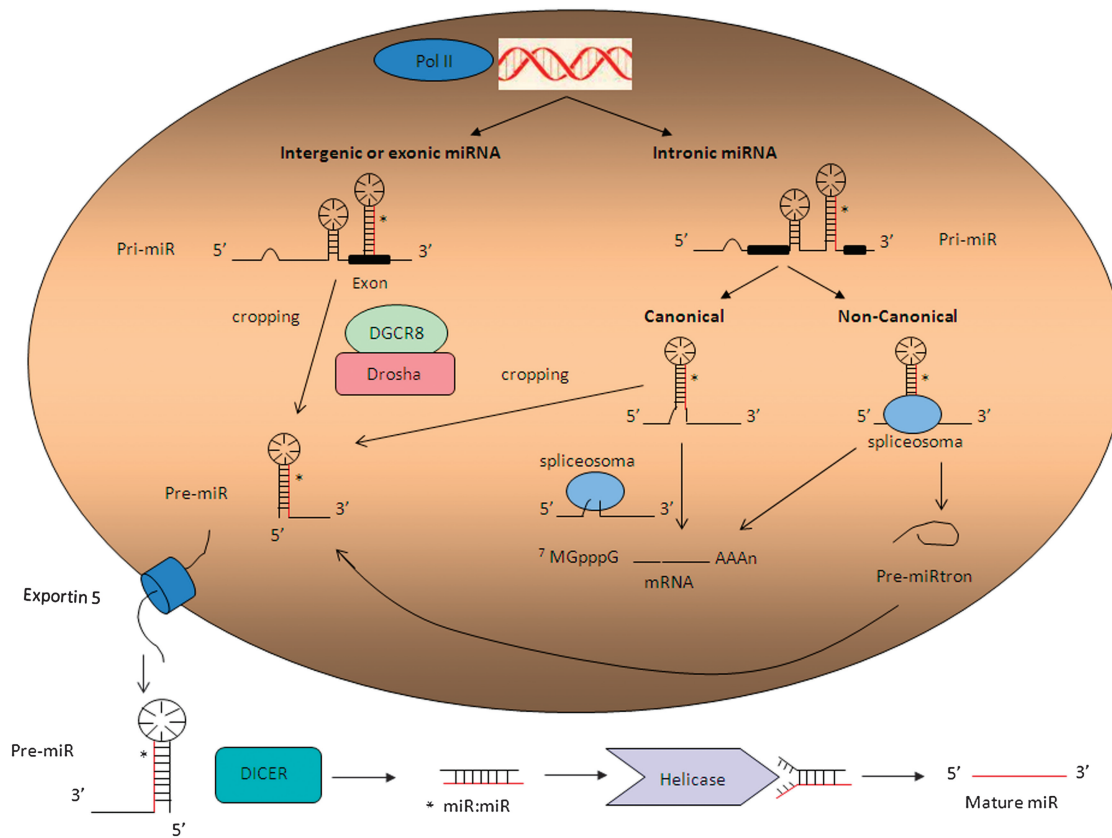 Pol II
Intergenic or exonic miRNA
Intronic miRNA
*
*
Pri-miR
5’
3’
5’
3’
Pri-miR
Exon
cropping
DGCR8
Drosha
cropping
Canonical
Non-Canonical
*
*
5’
3’
5’
3’
spliceosoma
spliceosoma
*
Pre-miR
3’
5’
5’
3’
7 MGpppG
AAAn
mRNA
Pre-miRtron
Exportin 5
Pre-miR
*
3’
5’
DICER
* miR:miR
Helicase
5’
3’
Mature miR